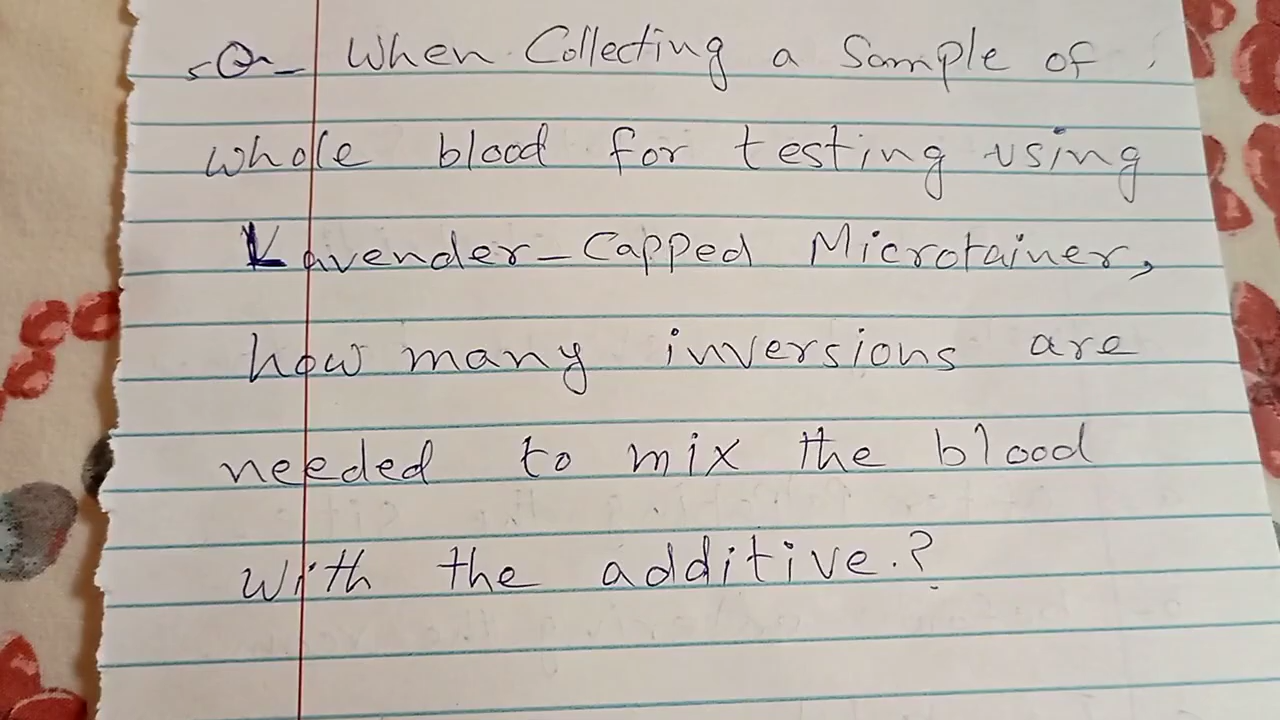 Q_ When Collecting a Sample of
whole blood for testing using
Lavender-Capped Microtainer,
how many inversions are
needed to mix the blood
with the additive.?